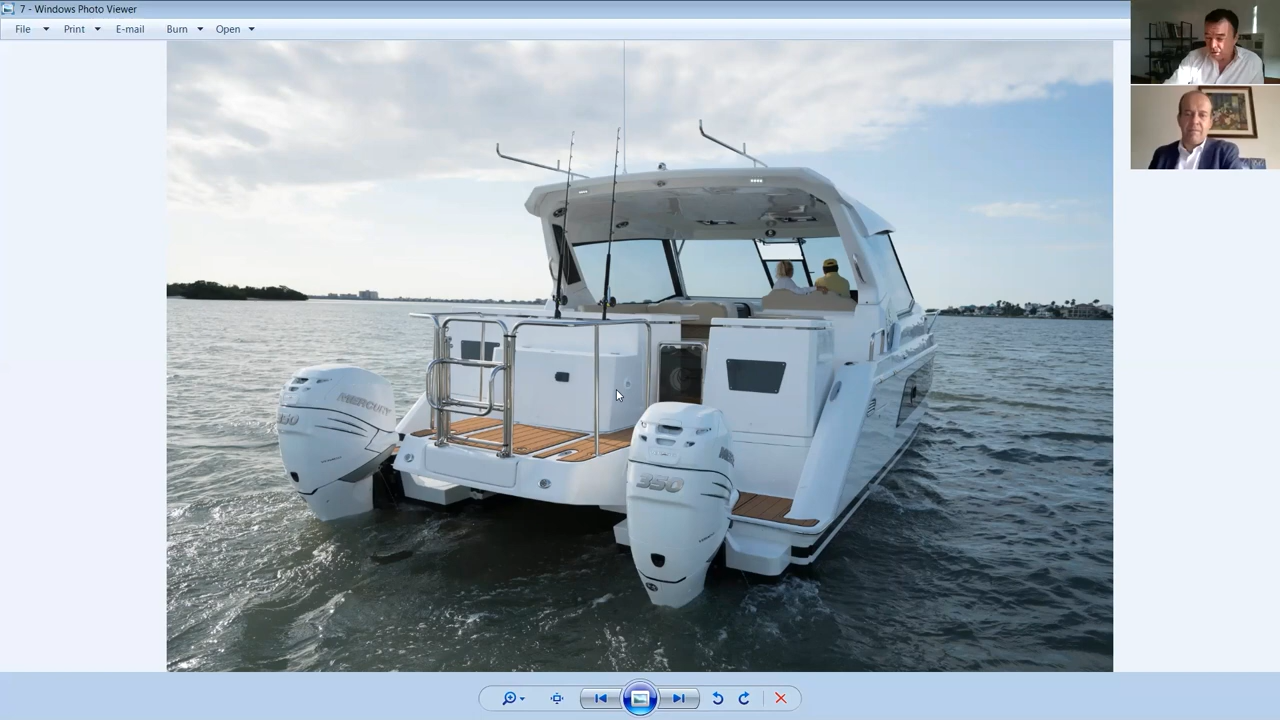 7 - Windows Photo Viewer
File Print E-mail Burn Open
MERCURY
350
350